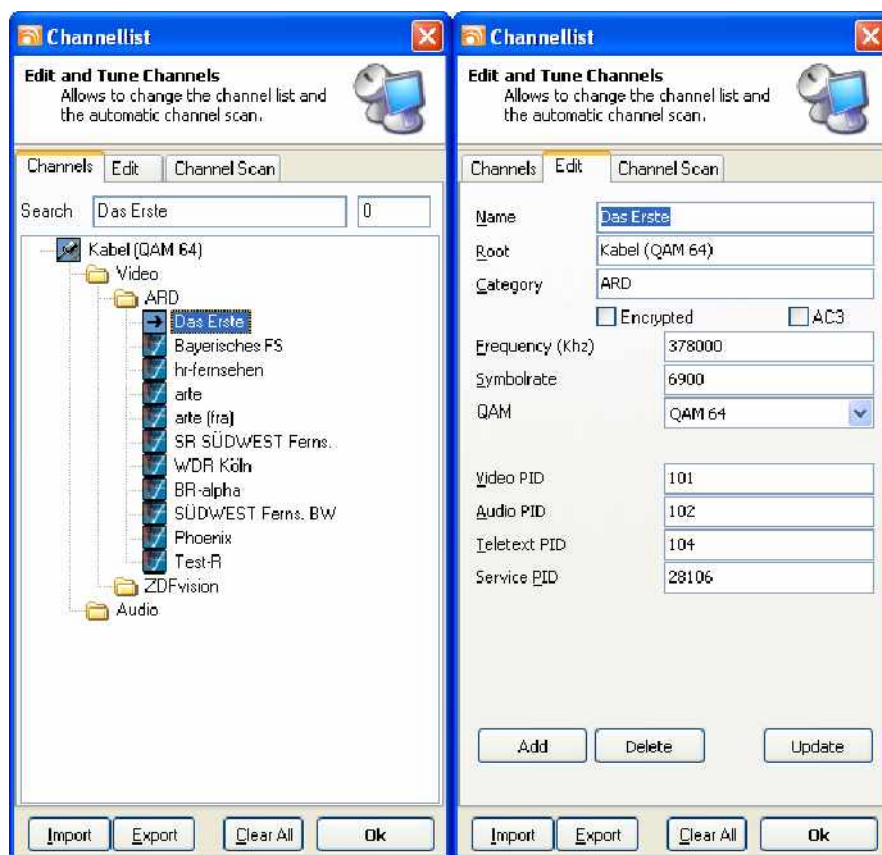 Channellist
Edit and Tune Channels
Allows to change the channel list and
the automatic channel scan.
Channels Edit Channel Scan
Search Das Erste 0
Kabel (QAM 64)
Video
ARD
Das Erste
Bayerisches FS
hr-fernsehen
arte
arte (fra)
SR SÜDWEST Ferns.
WDR Köln
BR-alpha
SÜDWEST Ferns. BW
Phoenix
Test-R
ZDFvision
Audio
Import Export Clear All Ok
Channellist
Edit and Tune Channels
Allows to change the channel list and
the automatic channel scan.
Channels Edit Channel Scan
Name Das Erste
Root Kabel (QAM 64)
Category ARD
Encrypted AC3
Frequency (Khz) 378000
Symbolrate 6900
QAM QAM 64
Video PID 101
Audio PID 102
Teletext PID 104
Service PID 28106
Add Delete Update
Import Export Clear All Ok